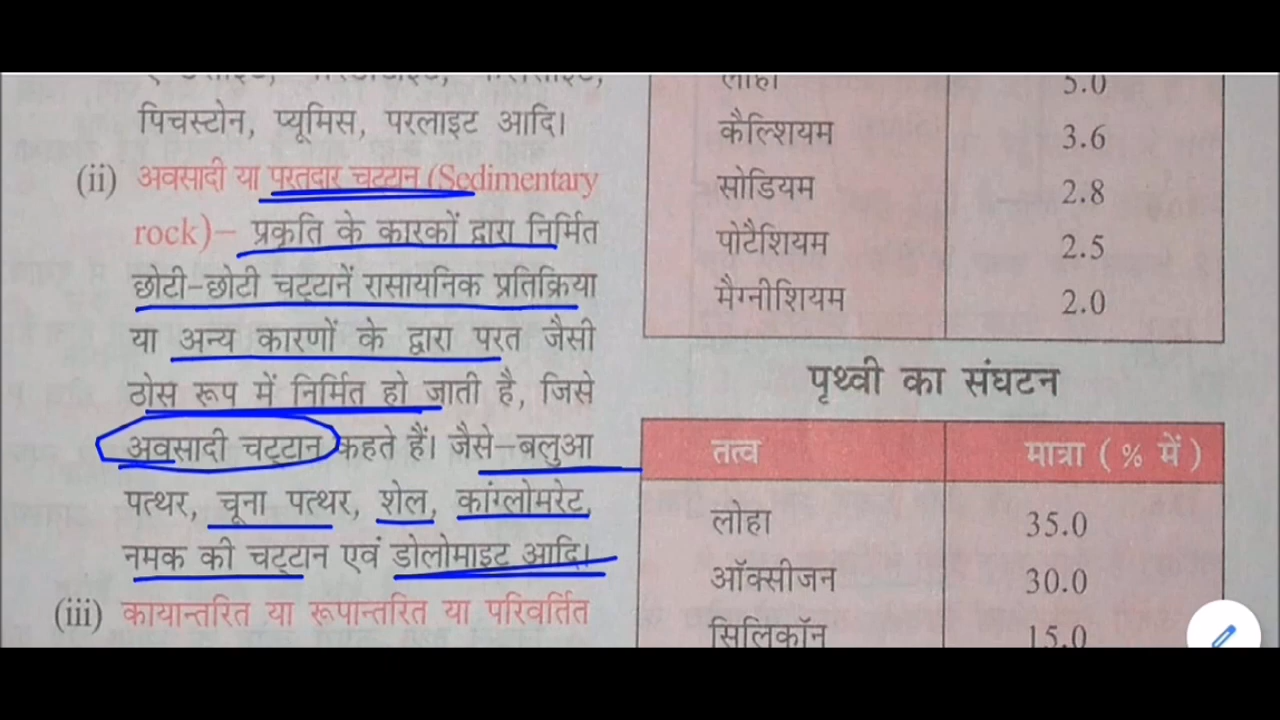 पिचस्टोन, प्यूमिस, परलाइट आदि।
(ii) अवसादी या परतदार चट्टान (Sedimentary
rock)– प्रकृति के कारकों द्वारा निर्मित
छोटी-छोटी चट्टानें रासायनिक प्रतिक्रिया
या अन्य कारणों के द्वारा परत जैसी
ठोस रूप में निर्मित हो जाती है, जिसे
अवसादी चट्टान कहते हैं। जैसे–बलुआ
पत्थर, चूना पत्थर, शेल, कांग्लोमरेट,
नमक की चट्टान एवं डोलोमाइट आदि।
(iii) कायान्तरित या रूपान्तरित या परिवर्तित
लोहा 5.0
कैल्शियम 3.6
सोडियम 2.8
पोटैशियम 2.5
मैग्नीशियम 2.0
पृथ्वी का संघटन
तत्व मात्रा ( % में )
लोहा 35.0
ऑक्सीजन 30.0
सिलिकॉन 15.0